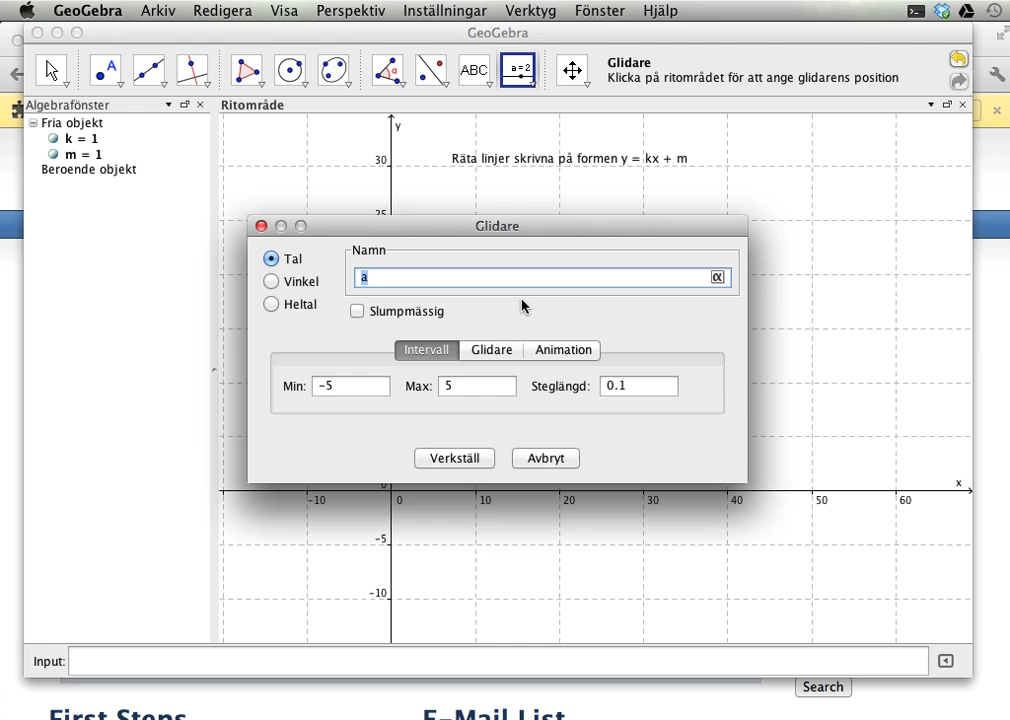 GeoGebra Arkiv Redigera Visa Perspektiv Inställningar Verktyg Fönster Hjälp
GeoGebra
A
ABC
a=2
Glidare
Klicka på ritområdet för att ange glidarens position
Algebrafönster
Ritområde
Fria objekt
k = 1
m = 1
Beroende objekt
y
30
Räta linjer skrivna på formen y = kx + m
25
Glidare
Tal
Vinkel
Heltal
Namn
a
α
Slumpmässig
Intervall Glidare Animation
Min: -5 Max: 5 Steglängd: 0.1
Verkställ Avbryt
x
-10 0 10 20 30 40 50 60
0
-5
-10
Input:
Search
First Steps E-Mail List